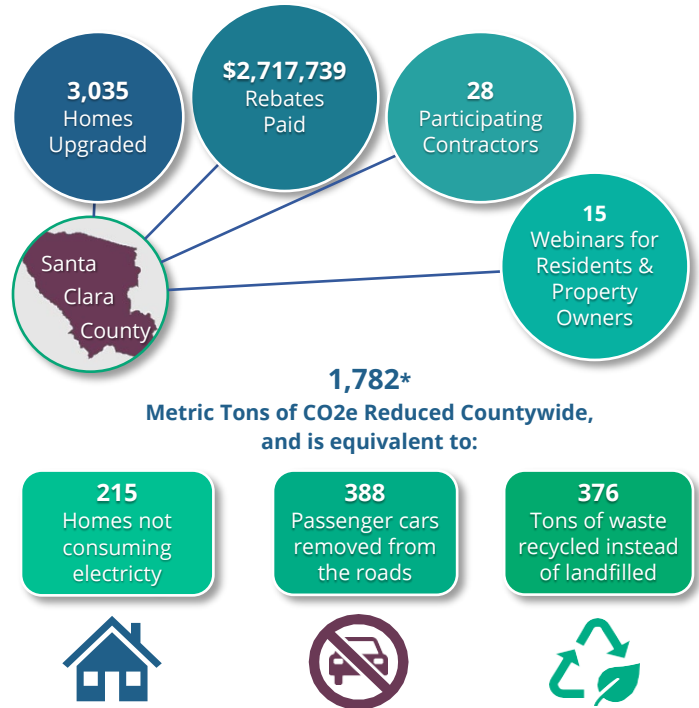 3,035
Homes
Upgraded
$2,717,739
Rebates
Paid
28
Participating
Contractors
15
Webinars for
Residents &
Property
Owners
Santa
Clara
County
1,782*
Metric Tons of CO2e Reduced Countywide,
and is equivalent to:
215
Homes not
consuming
electricty
388
Passenger cars
removed from
the roads
376
Tons of waste
recycled instead
of landfilled